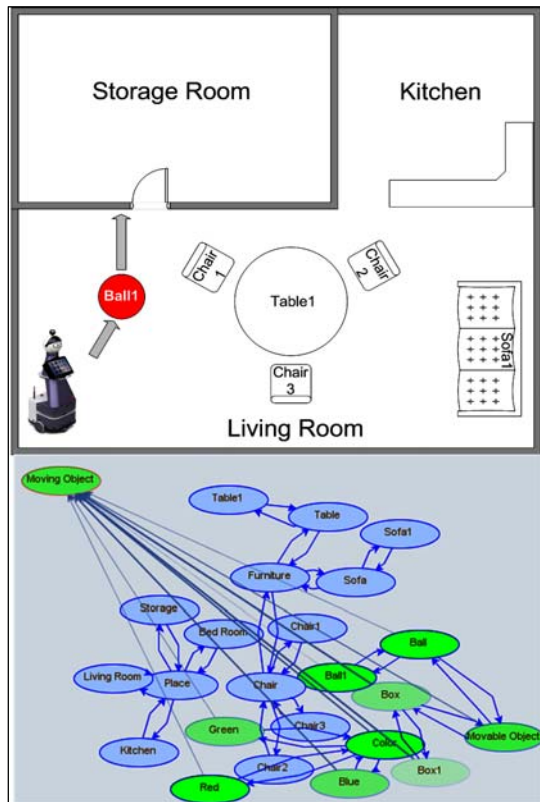 Storage Room
Kitchen
Ball1
Chair 1
Table1
Chair 2
Chair 3
Sofa1
Living Room
Moving Object
Table1
Table
Sofa1
Furniture
Sofa
Storage
Bed Room
Chair1
Ball
Living Room
Place
Chair
Ball1
Box
Green
Chair3
Color
Movable Object
Kitchen
Chair2
Red
Blue
Box1